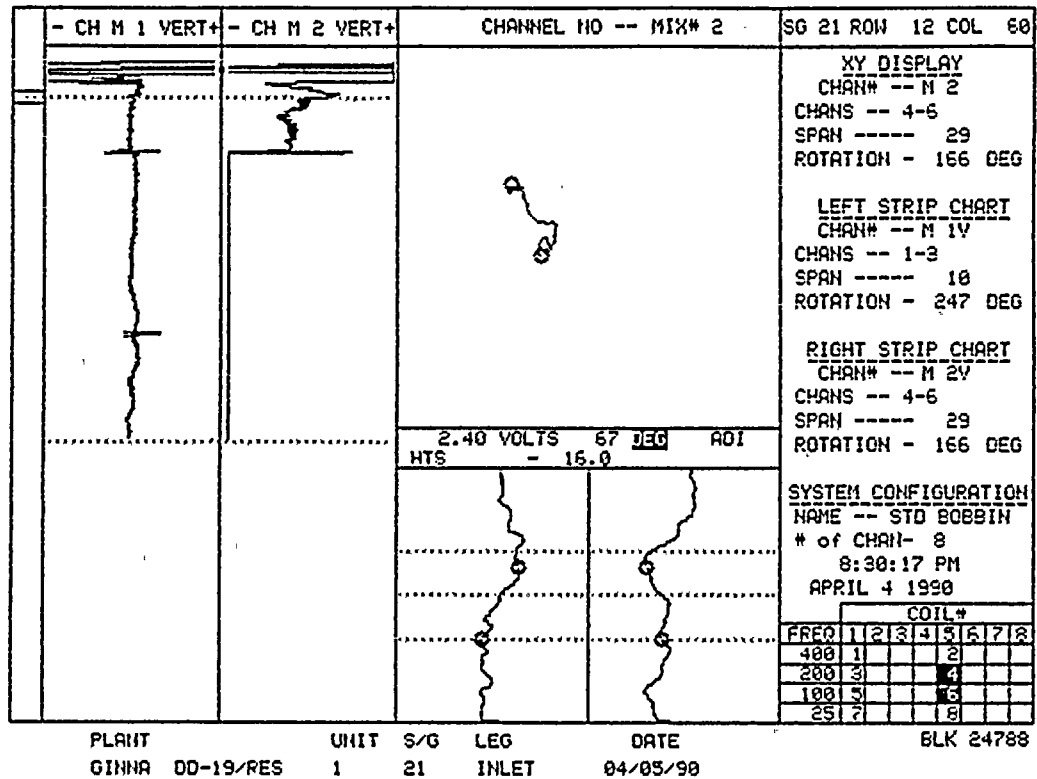 - CH M 1 VERT+
- CH M 2 VERT+
CHANNEL NO -- MIX# 2
SG 21 ROW 12 COL 60
XY DISPLAY
CHAN# -- M 2
CHANS -- 4-6
SPAN ----- 29
ROTATION - 166 DEG
LEFT STRIP CHART
CHAN# -- M 1V
CHANS -- 1-3
SPAN ----- 10
ROTATION - 247 DEG
RIGHT STRIP CHART
CHAN# -- M 2V
CHANS -- 4-6
SPAN ----- 29
ROTATION - 166 DEG
2.40 VOLTS 67 DEG ADI
HTS - 16.0
SYSTEM CONFIGURATION
NAME -- STD BOBBIN
# of CHAN- 8
8:30:17 PM
APRIL 4 1990
COIL#
FREQ 1 2 3 4 5 6 7 8
400 1 2
200 3 4
100 5 6
25 7 8
PLANT UNIT S/G LEG DATE BLK 24788
GINNA DD-19/RES 1 21 INLET 04/05/90